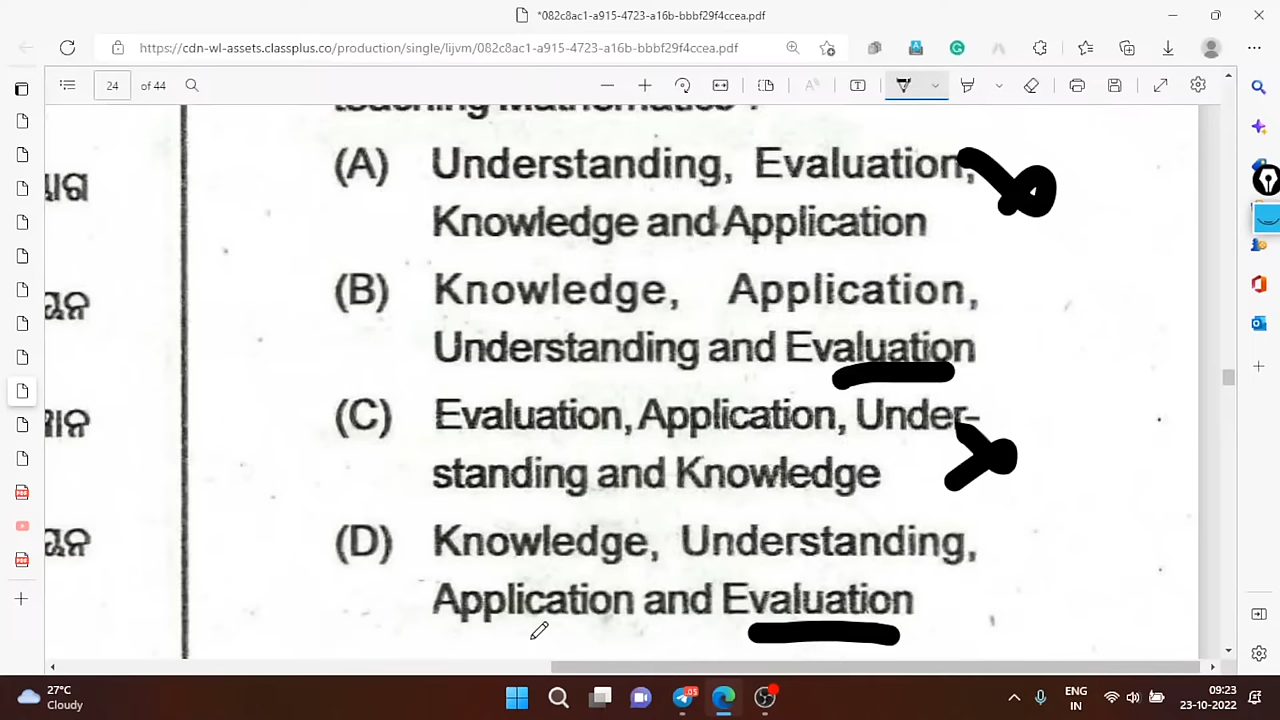 *082c8ac1-a915-4723-a16b-bbbf29f4ccea.pdf
https://cdn-wl-assets.classplus.co/production/single/lijvm/082c8ac1-a915-4723-a16b-bbbf29f4ccea.pdf
24 of 44
teaching Mathematics ?
(A) Understanding, Evaluation,
Knowledge and Application
(B) Knowledge, Application,
Understanding and Evaluation
(C) Evaluation, Application, Under-
standing and Knowledge
(D) Knowledge, Understanding,
Application and Evaluation
27°C
Cloudy
ENG
IN
09:23
23-10-2022